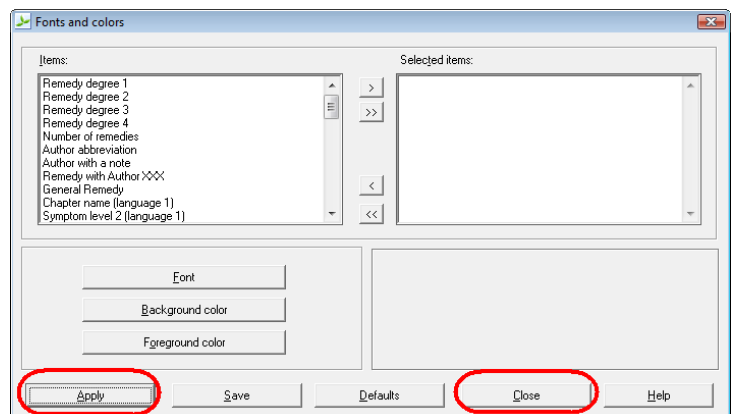 Fonts and colors
Items:
Selected items:
Remedy degree 1
Remedy degree 2
Remedy degree 3
Remedy degree 4
Number of remedies
Author abbreviation
Author with a note
Remedy with Author XXX
General Remedy
Chapter name (language 1)
Symptom level 2 (language 1)
>
>>
<
<<
Font
Background color
Foreground color
Apply
Save
Defaults
Close
Help